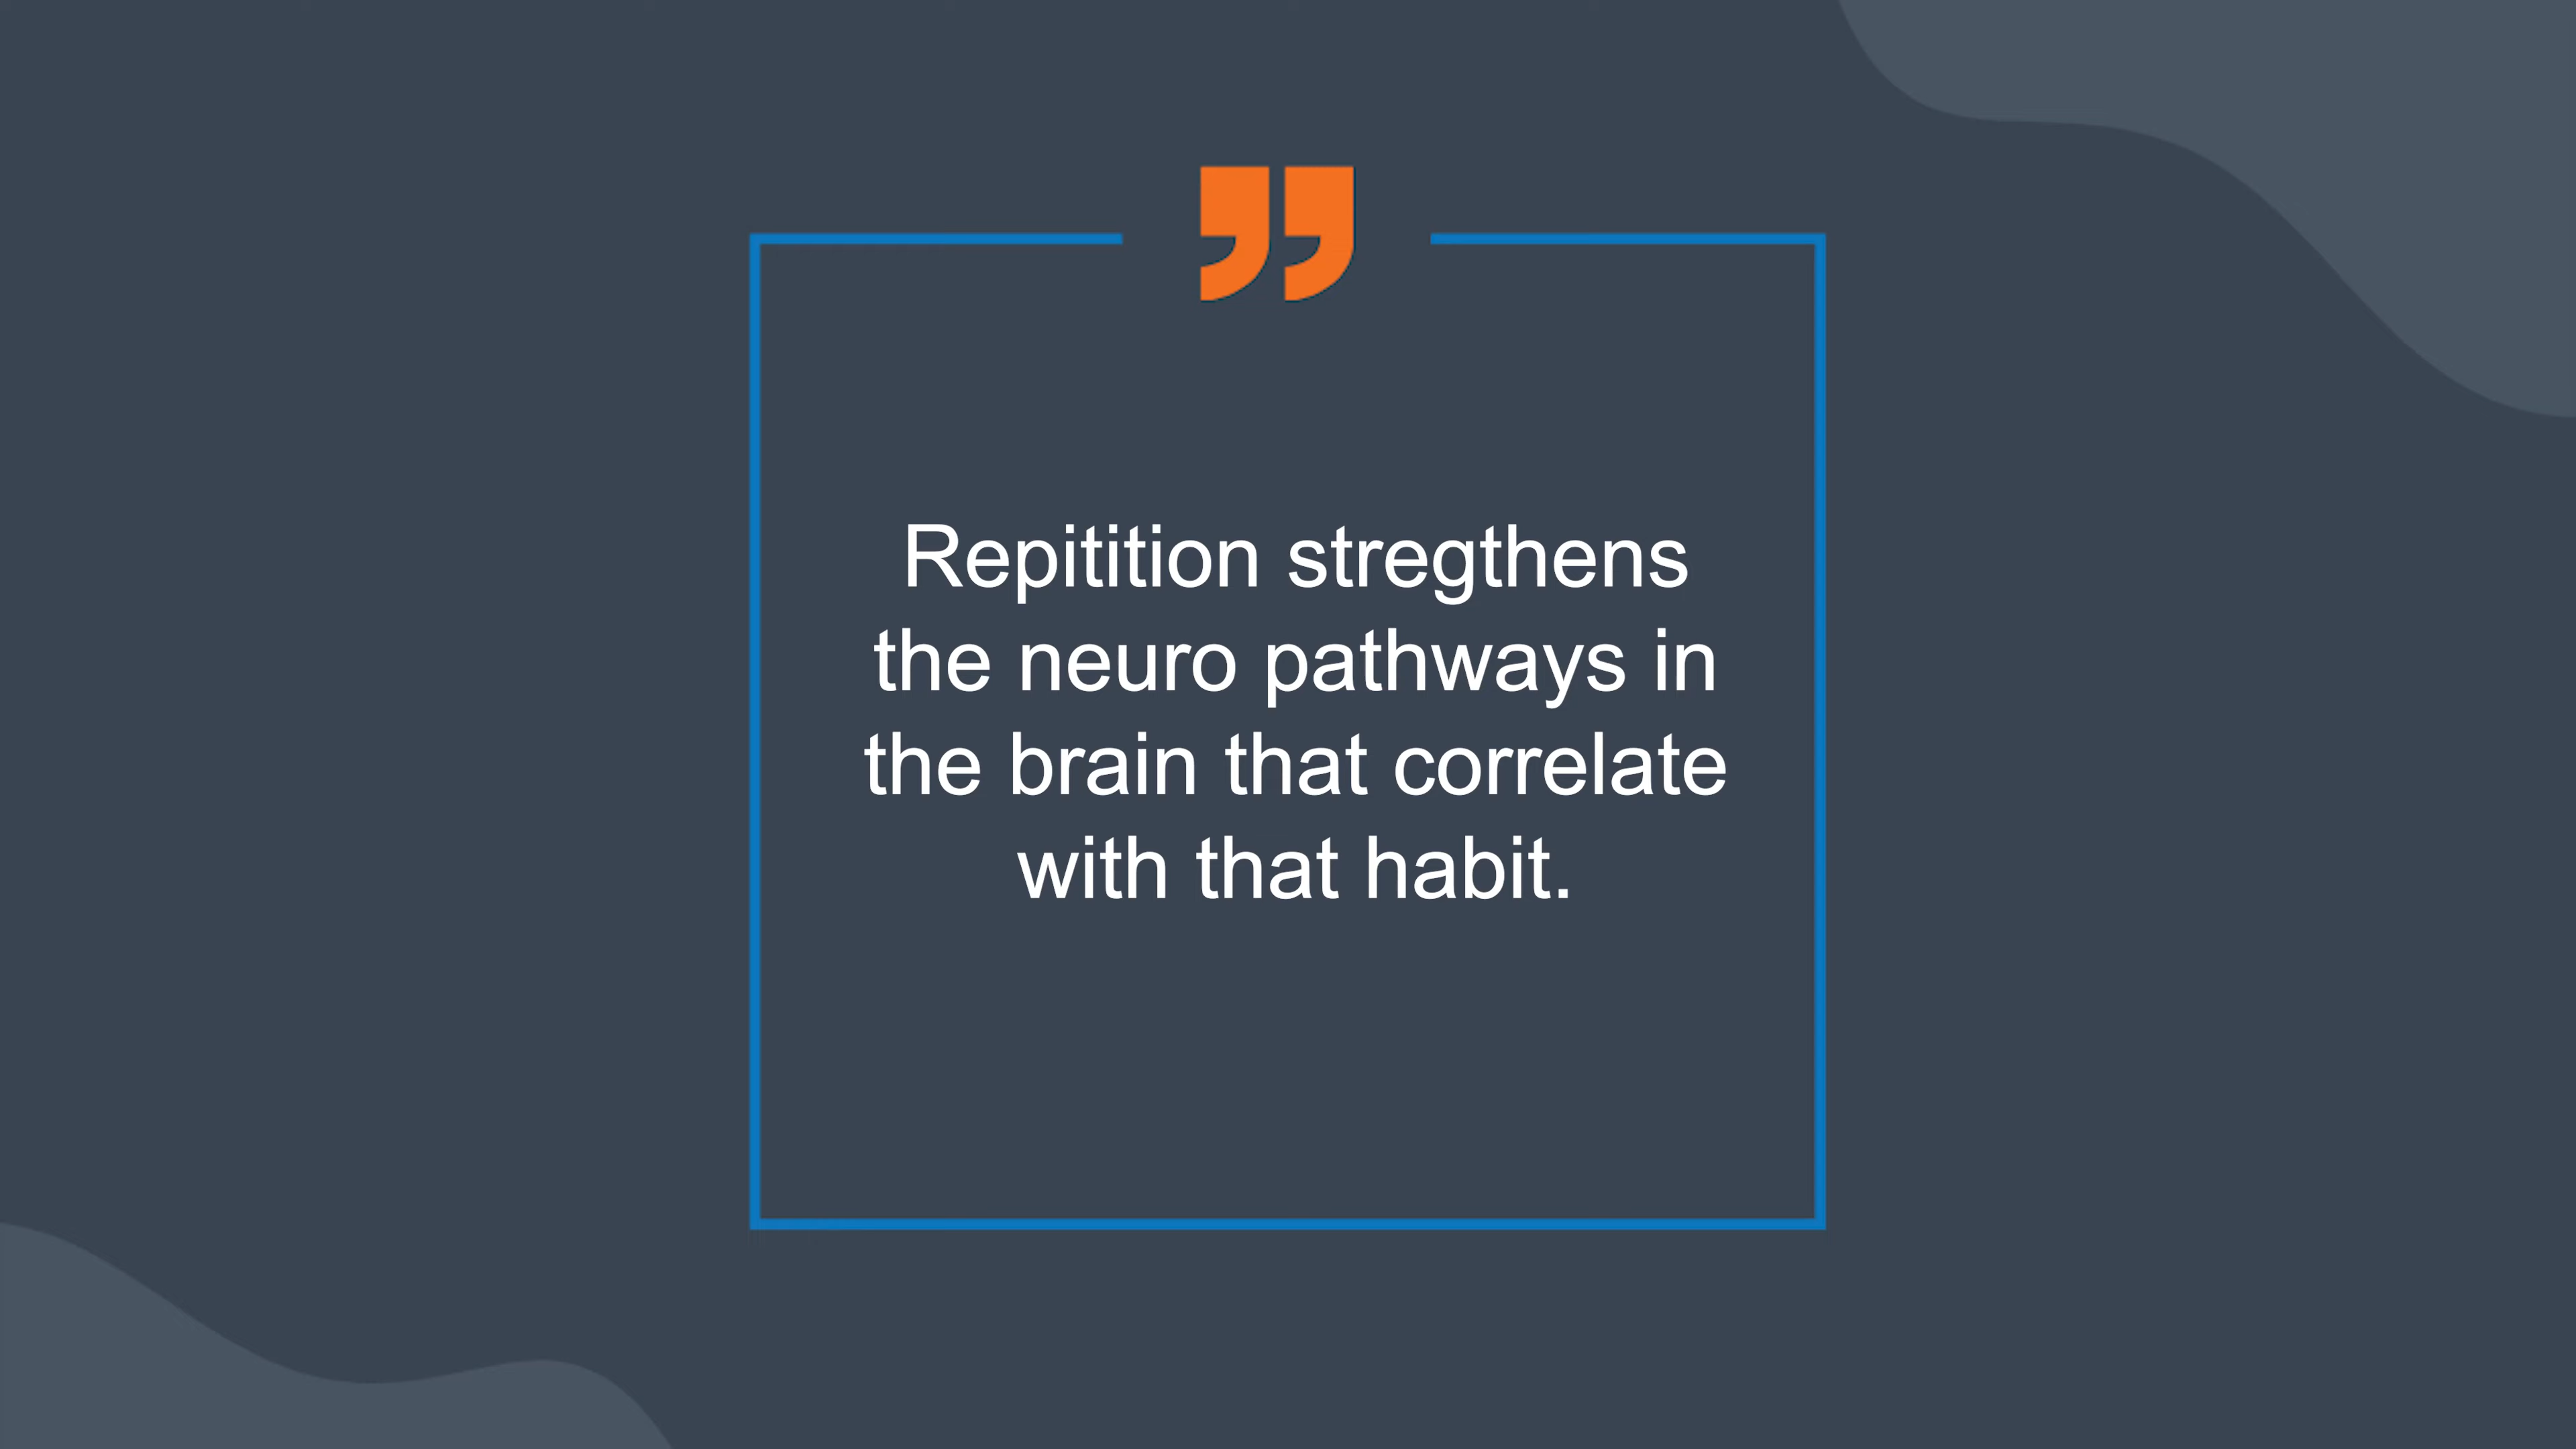 Repitition stregthens
the neuro pathways in
the brain that correlate
with that habit.